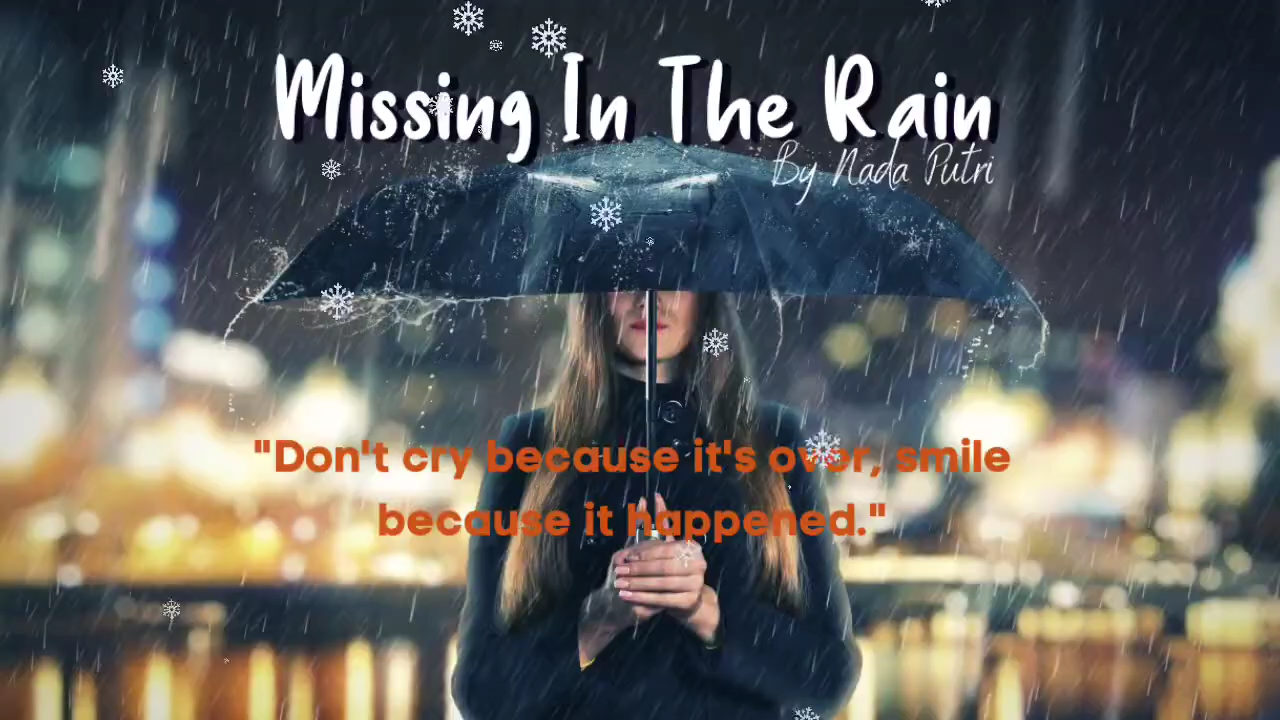 Missing In The Rain
By Nada Putri
"Don't cry because it's over, smile
because it happened."